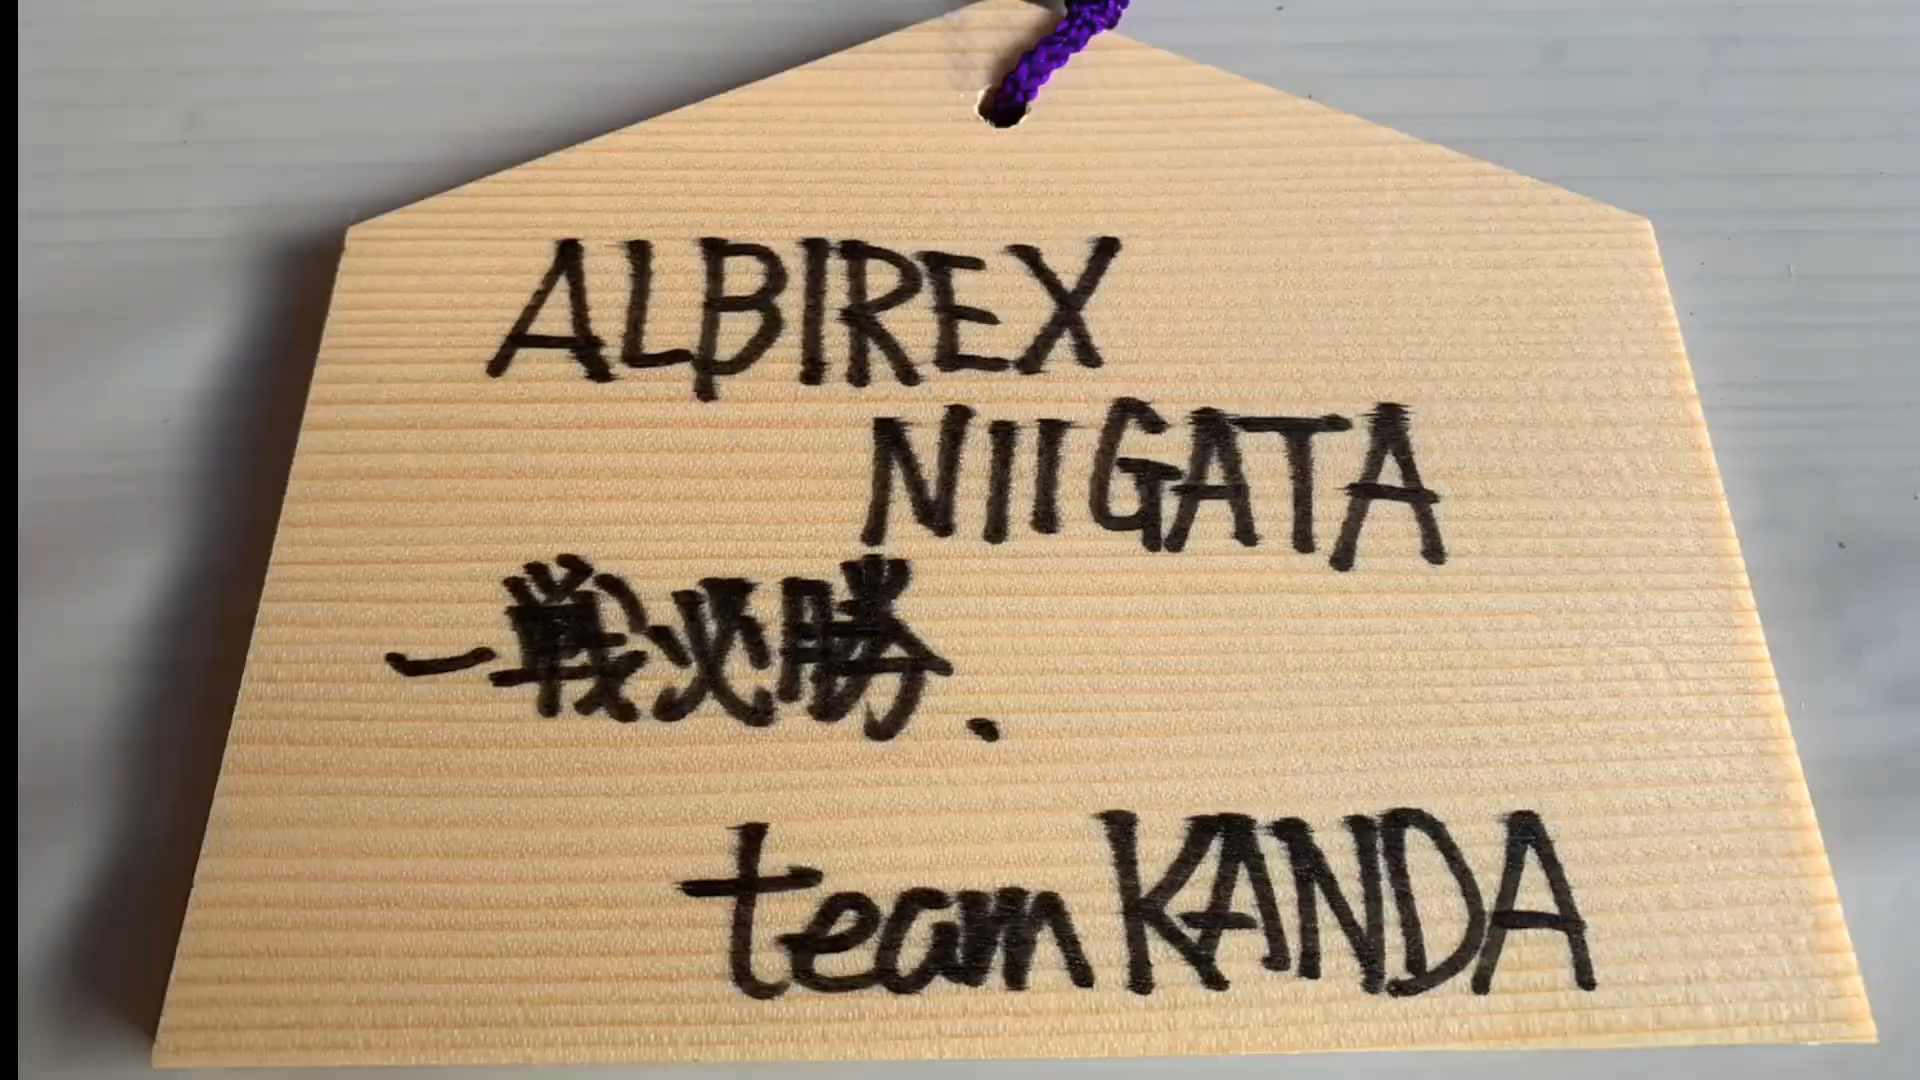 ALBIREX
NIIGATA
一戦必勝、
team KANDA